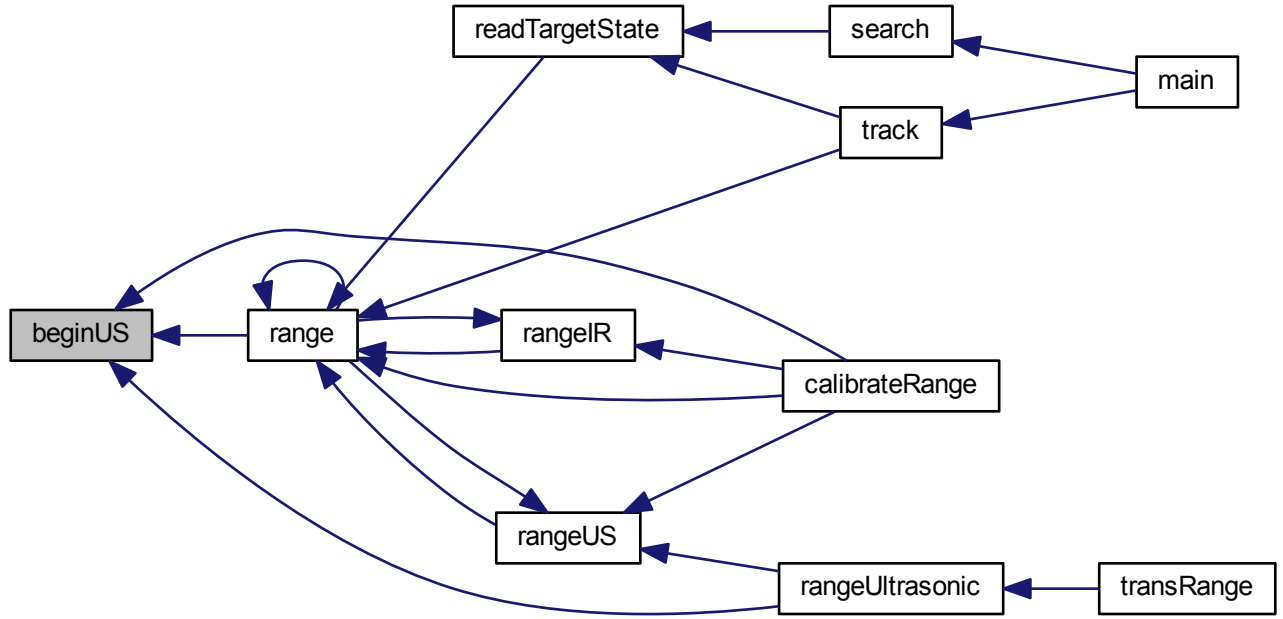 readTargetState
search
main
track
beginUS
range
rangeIR
calibrateRange
rangeUS
rangeUltrasonic
transRange